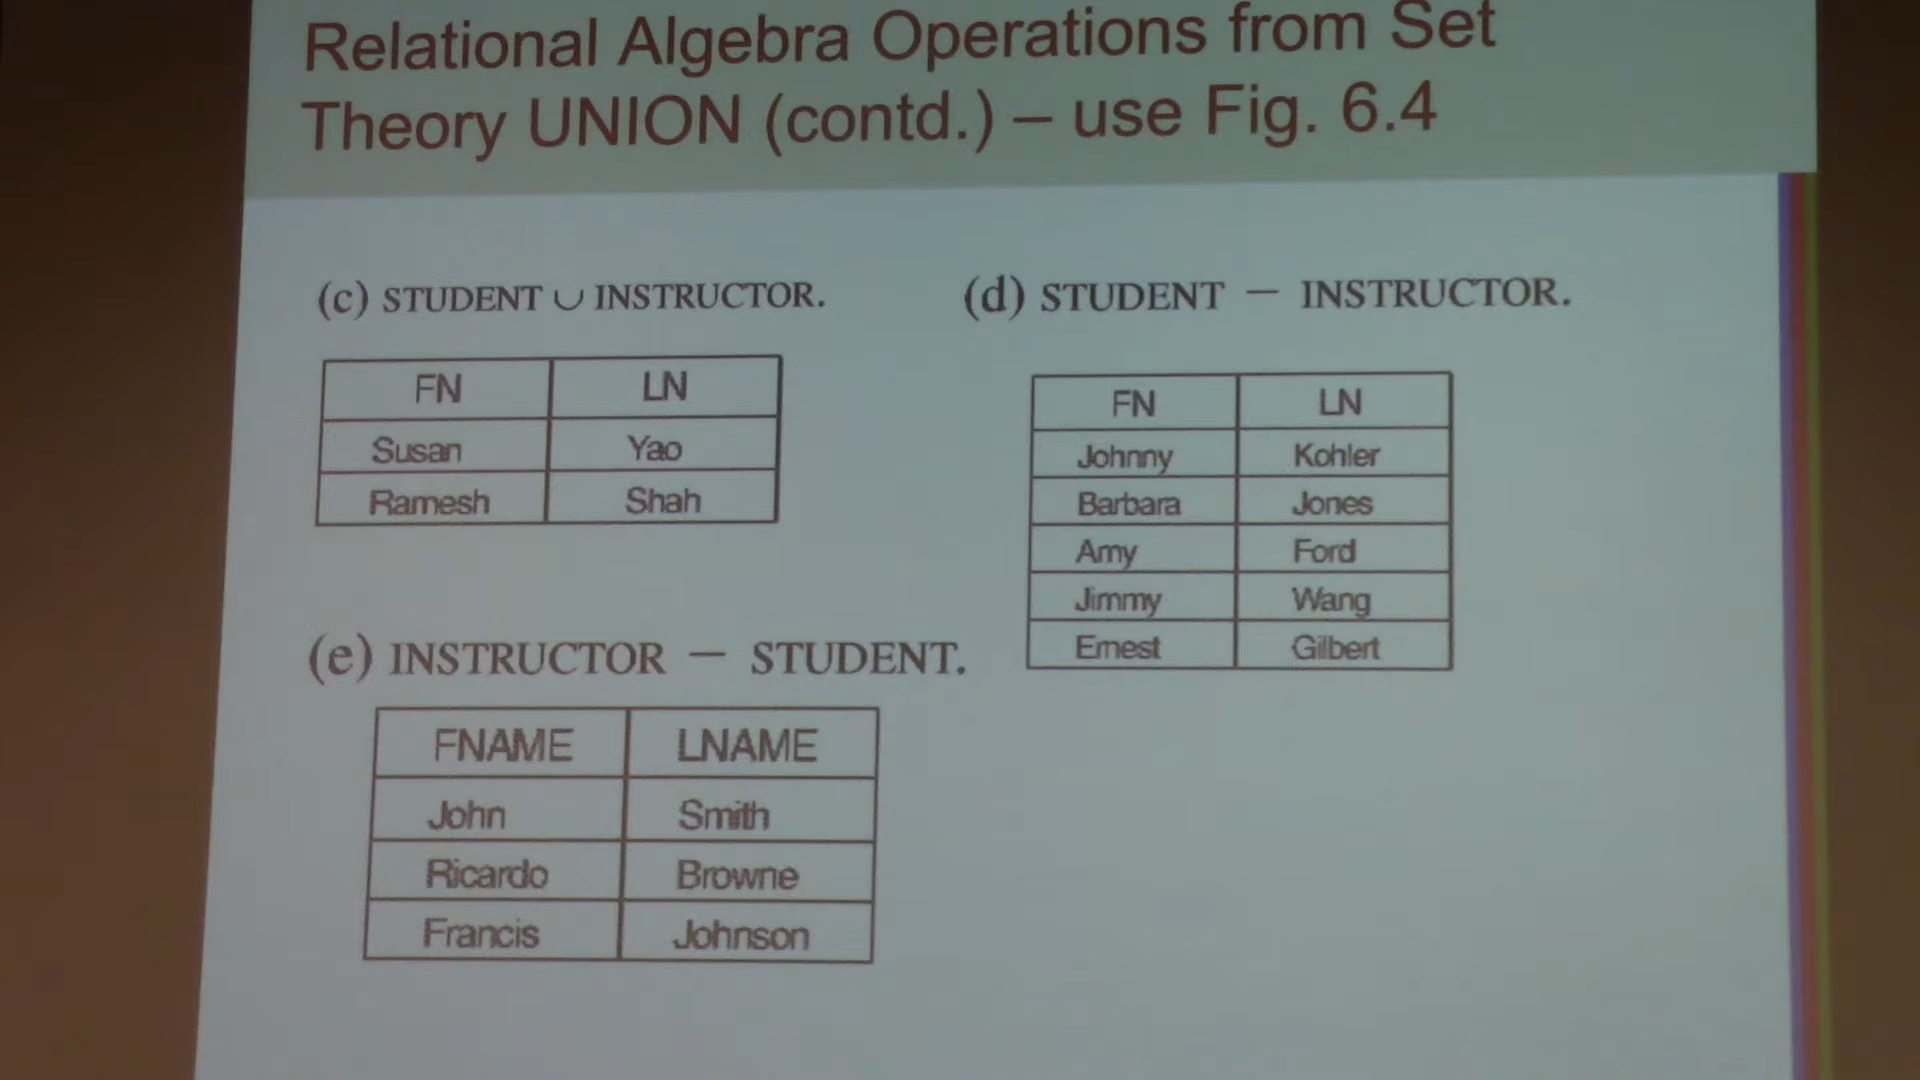 Relational Algebra Operations from Set
Theory UNION (contd.) – use Fig. 6.4
(c) STUDENT ∪ INSTRUCTOR.
FN LN
Susan Yao
Ramesh Shah
(d) STUDENT — INSTRUCTOR.
FN LN
Johnny Kohler
Barbara Jones
Amy Ford
Jimmy Wang
Ernest Gilbert
(e) INSTRUCTOR — STUDENT.
FNAME LNAME
John Smith
Ricardo Browne
Francis Johnson